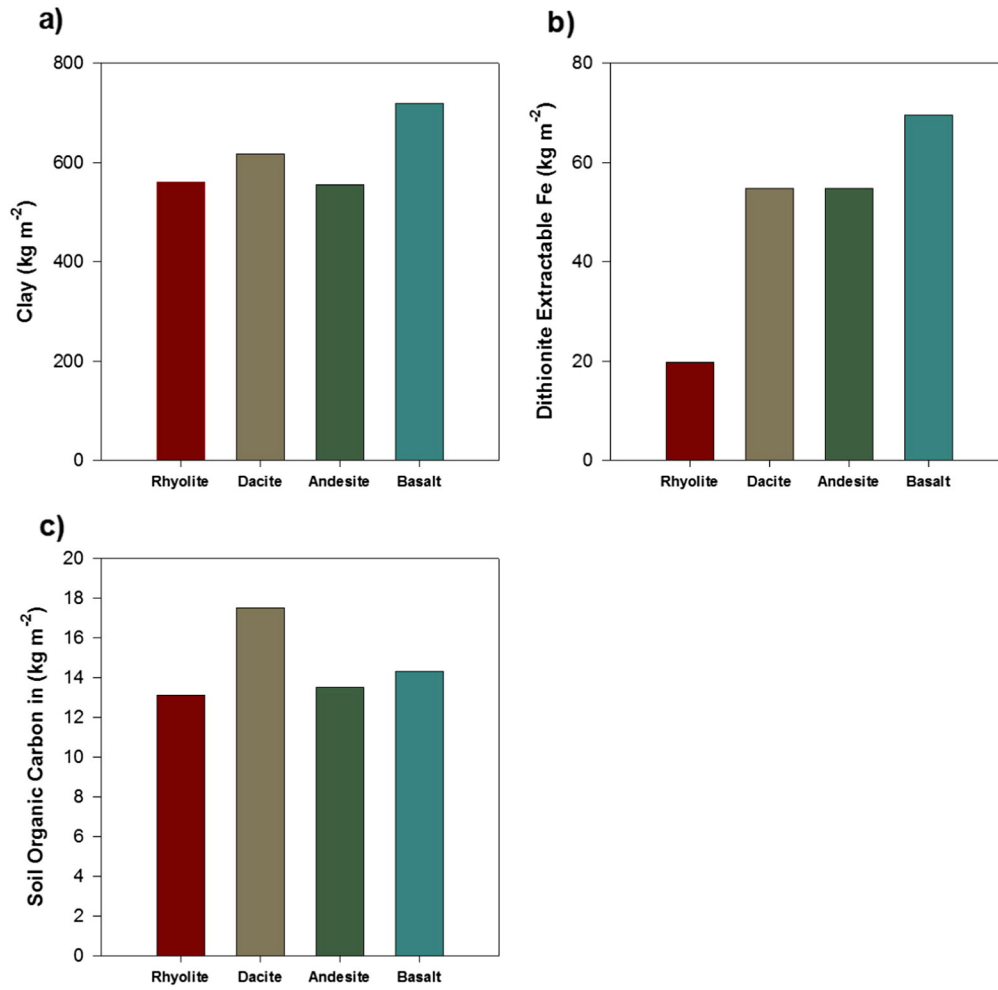 a)
Clay (kg m⁻²)
800
600
400
200
0
Rhyolite Dacite Andesite Basalt
b)
Dithionite Extractable Fe (kg m⁻²)
80
60
40
20
0
Rhyolite Dacite Andesite Basalt
c)
Soil Organic Carbon in (kg m⁻²)
20
18
16
14
12
10
8
6
4
2
0
Rhyolite Dacite Andesite Basalt